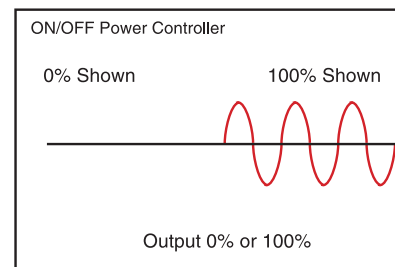 ON/OFF Power Controller
0% Shown 100% Shown
Output 0% or 100%